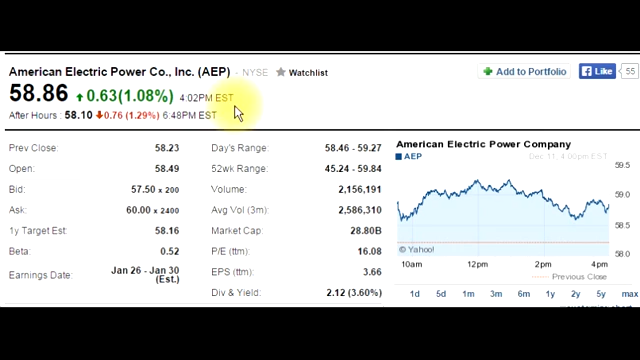 American Electric Power Co., Inc. (AEP) - NYSE Watchlist
Add to Portfolio
Like 55
58.86 0.63(1.08%) 4:02PM EST
After Hours : 58.10 0.76 (1.29%) 6:48PM EST
Prev Close: 58.23
Open: 58.49
Bid: 57.50 x 200
Ask: 60.00 x 2400
1y Target Est: 58.16
Beta: 0.52
Earnings Date: Jan 26 - Jan 30 (Est.)
Day's Range: 58.46 - 59.27
52wk Range: 45.24 - 59.84
Volume: 2,156,191
Avg Vol (3m): 2,586,310
Market Cap: 28.80B
P/E (ttm): 16.08
EPS (ttm): 3.66
Div & Yield: 2.12 (3.60%)
American Electric Power Company
AEP Dec 11, 4:00pm EST
59.5
59.0
58.5
58.0
© Yahoo!
10am 12pm 2pm 4pm
Previous Close
1d 5d 1m 3m 6m 1y 2y 5y max